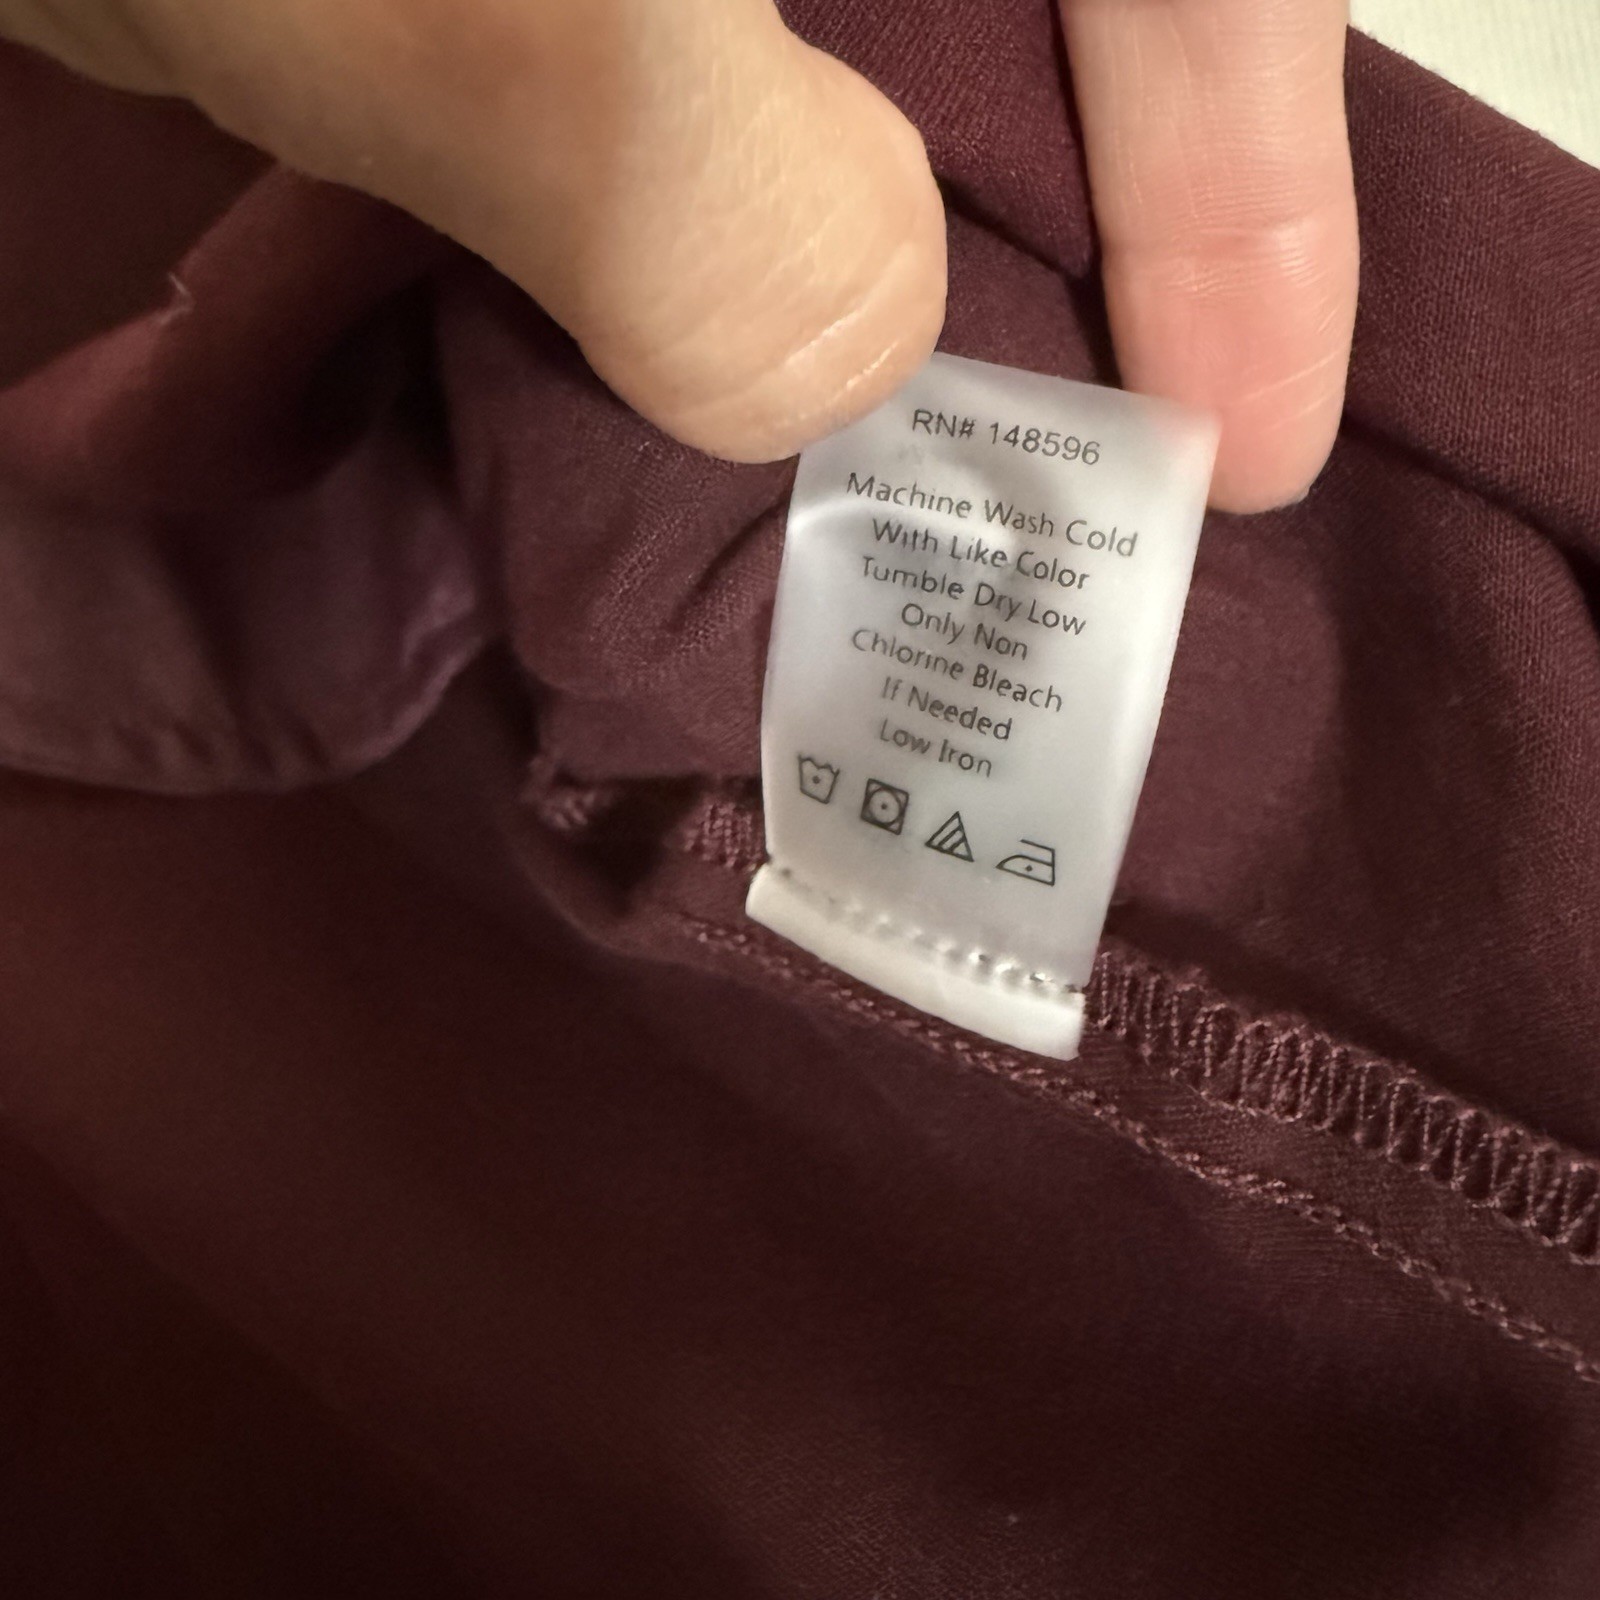 RN# 148596
Machine Wash Cold
With Like Color
Tumble Dry Low
Only Non
Chlorine Bleach
If Needed
Low Iron